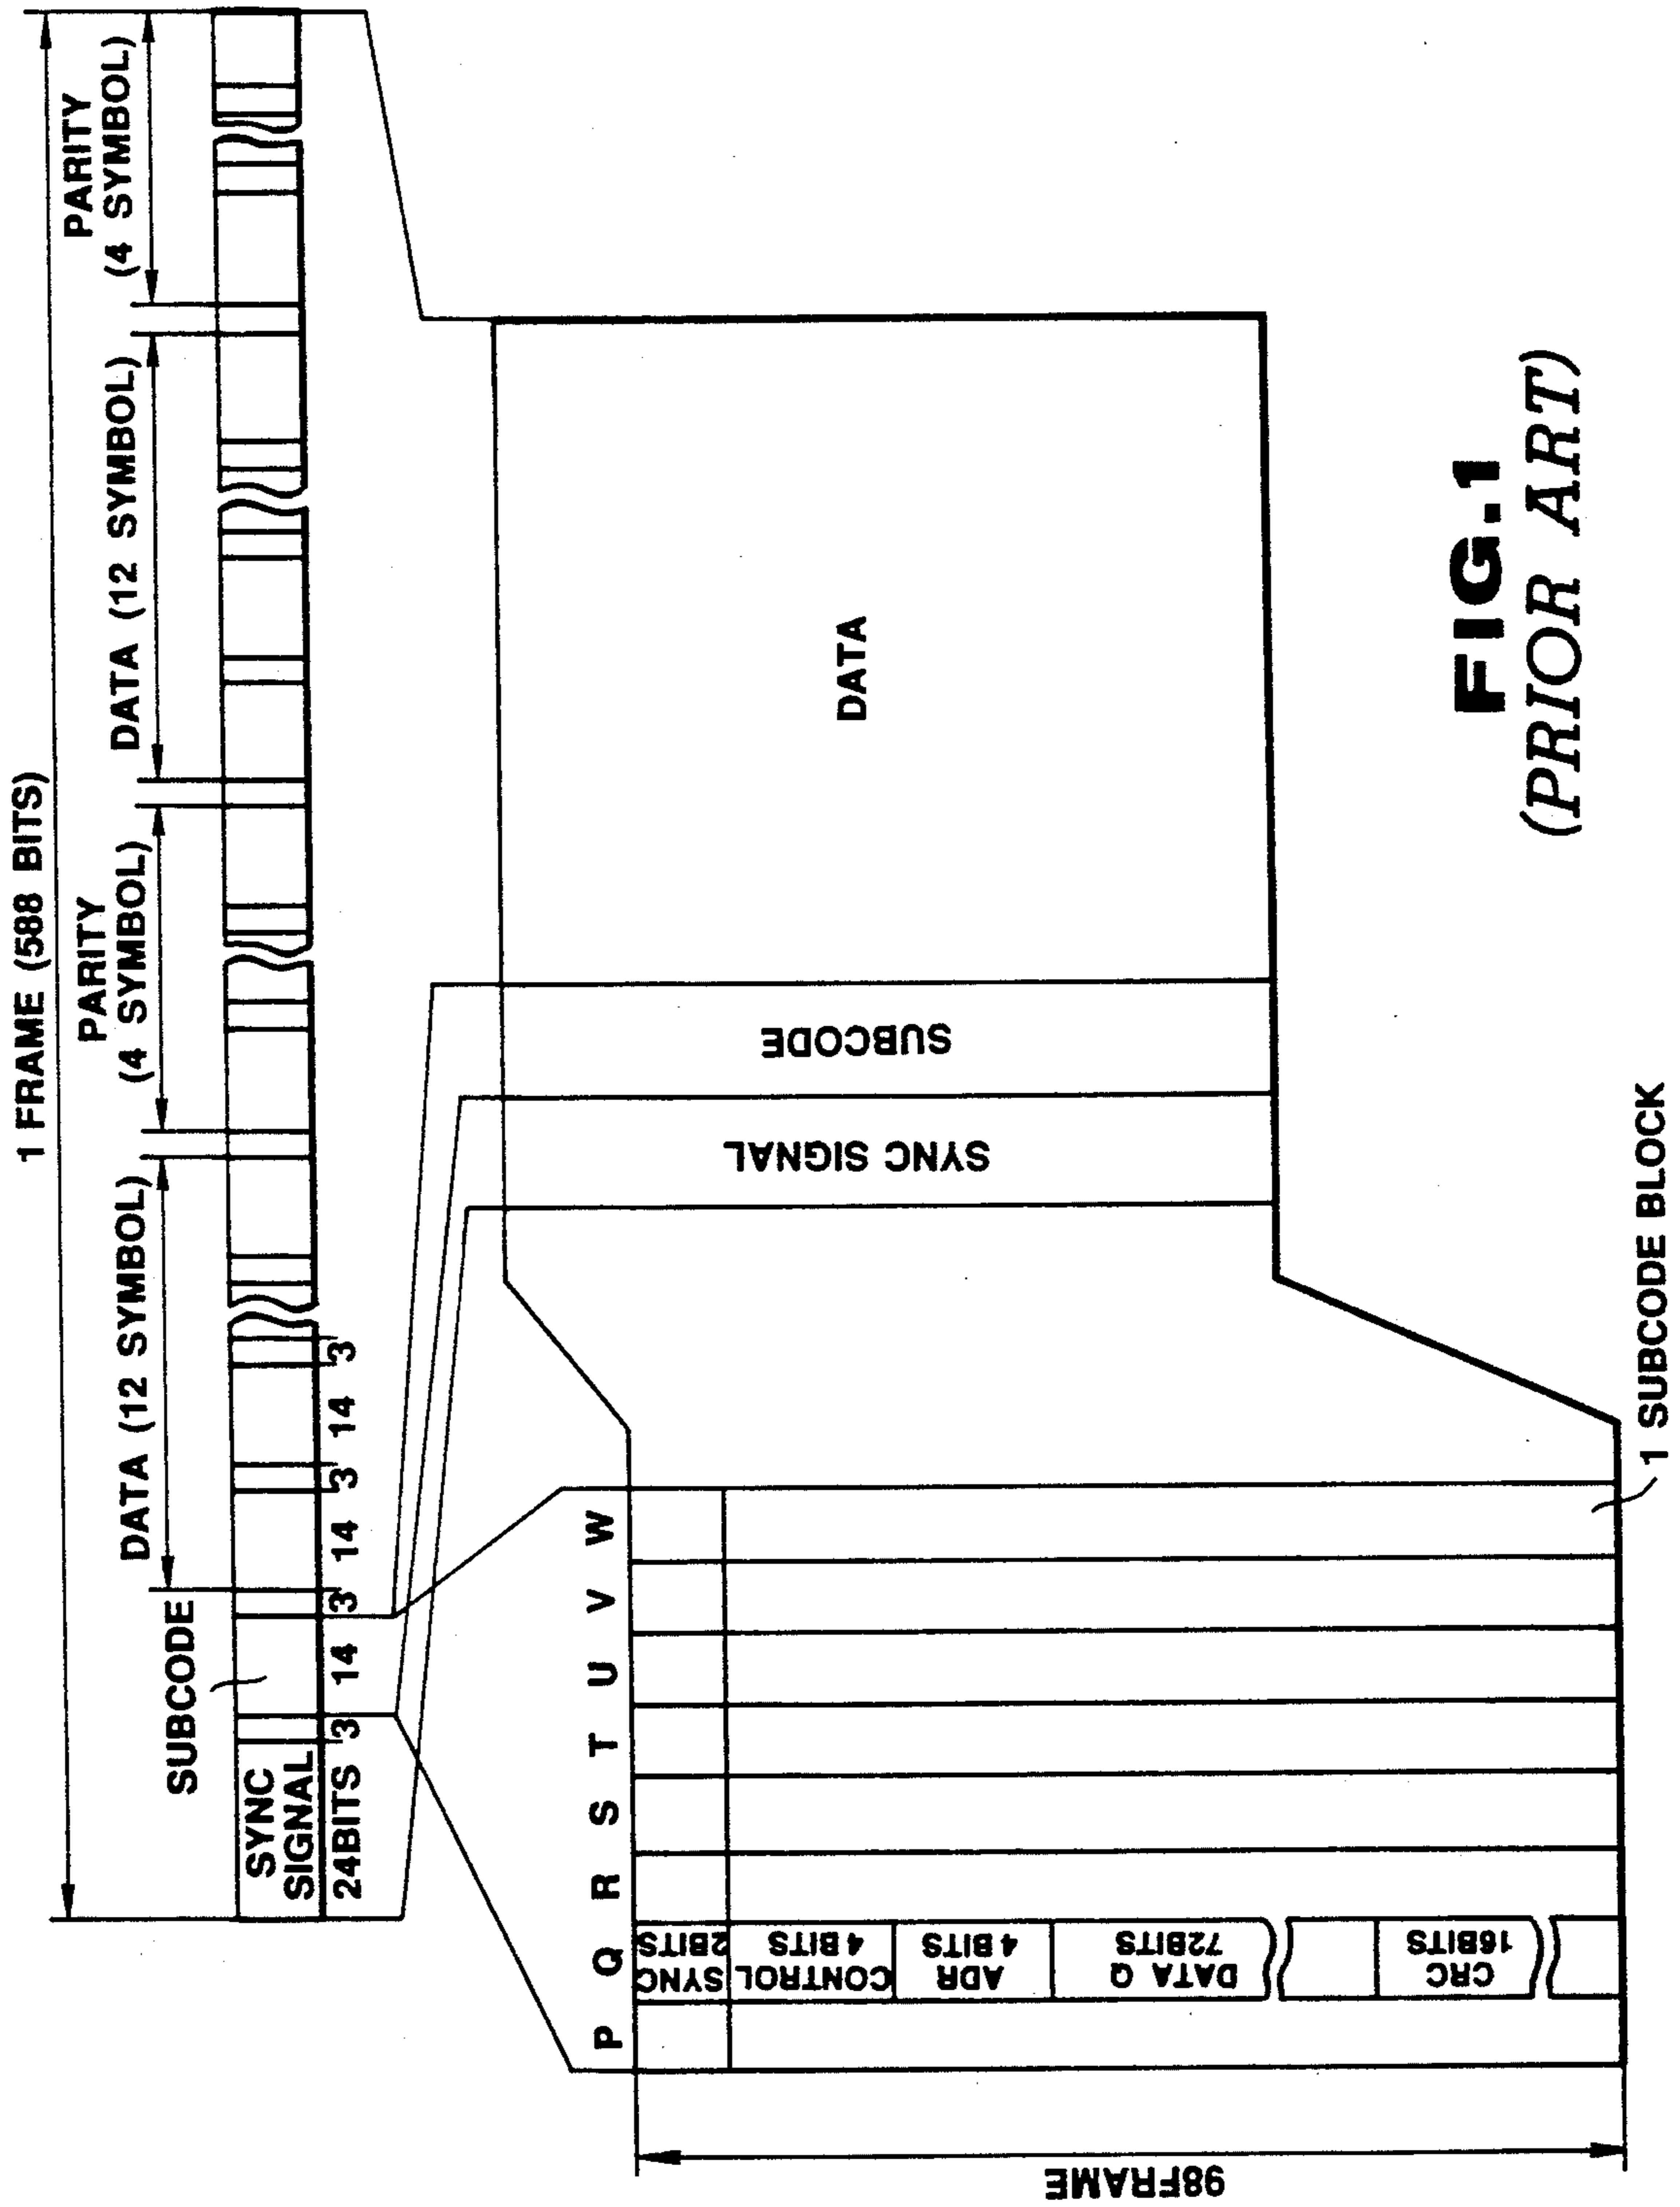 1 FRAME (588 BITS)
PARITY
(4 SYMBOL)
PARITY
(4 SYMBOL)
DATA (12 SYMBOL)
DATA (12 SYMBOL)
SUBCODE
SYNC
SIGNAL
24BITS 3 14 3 14 3 14 3
P Q R S T U V W
SYNC
2BITS
CONTROL
4 BITS
ADR
4 BITS
DATA Q
72BITS
CRC
16BITS
98FRAME
SYNC SIGNAL
SUBCODE
DATA
1 SUBCODE BLOCK
FIG.1
(PRIOR ART)